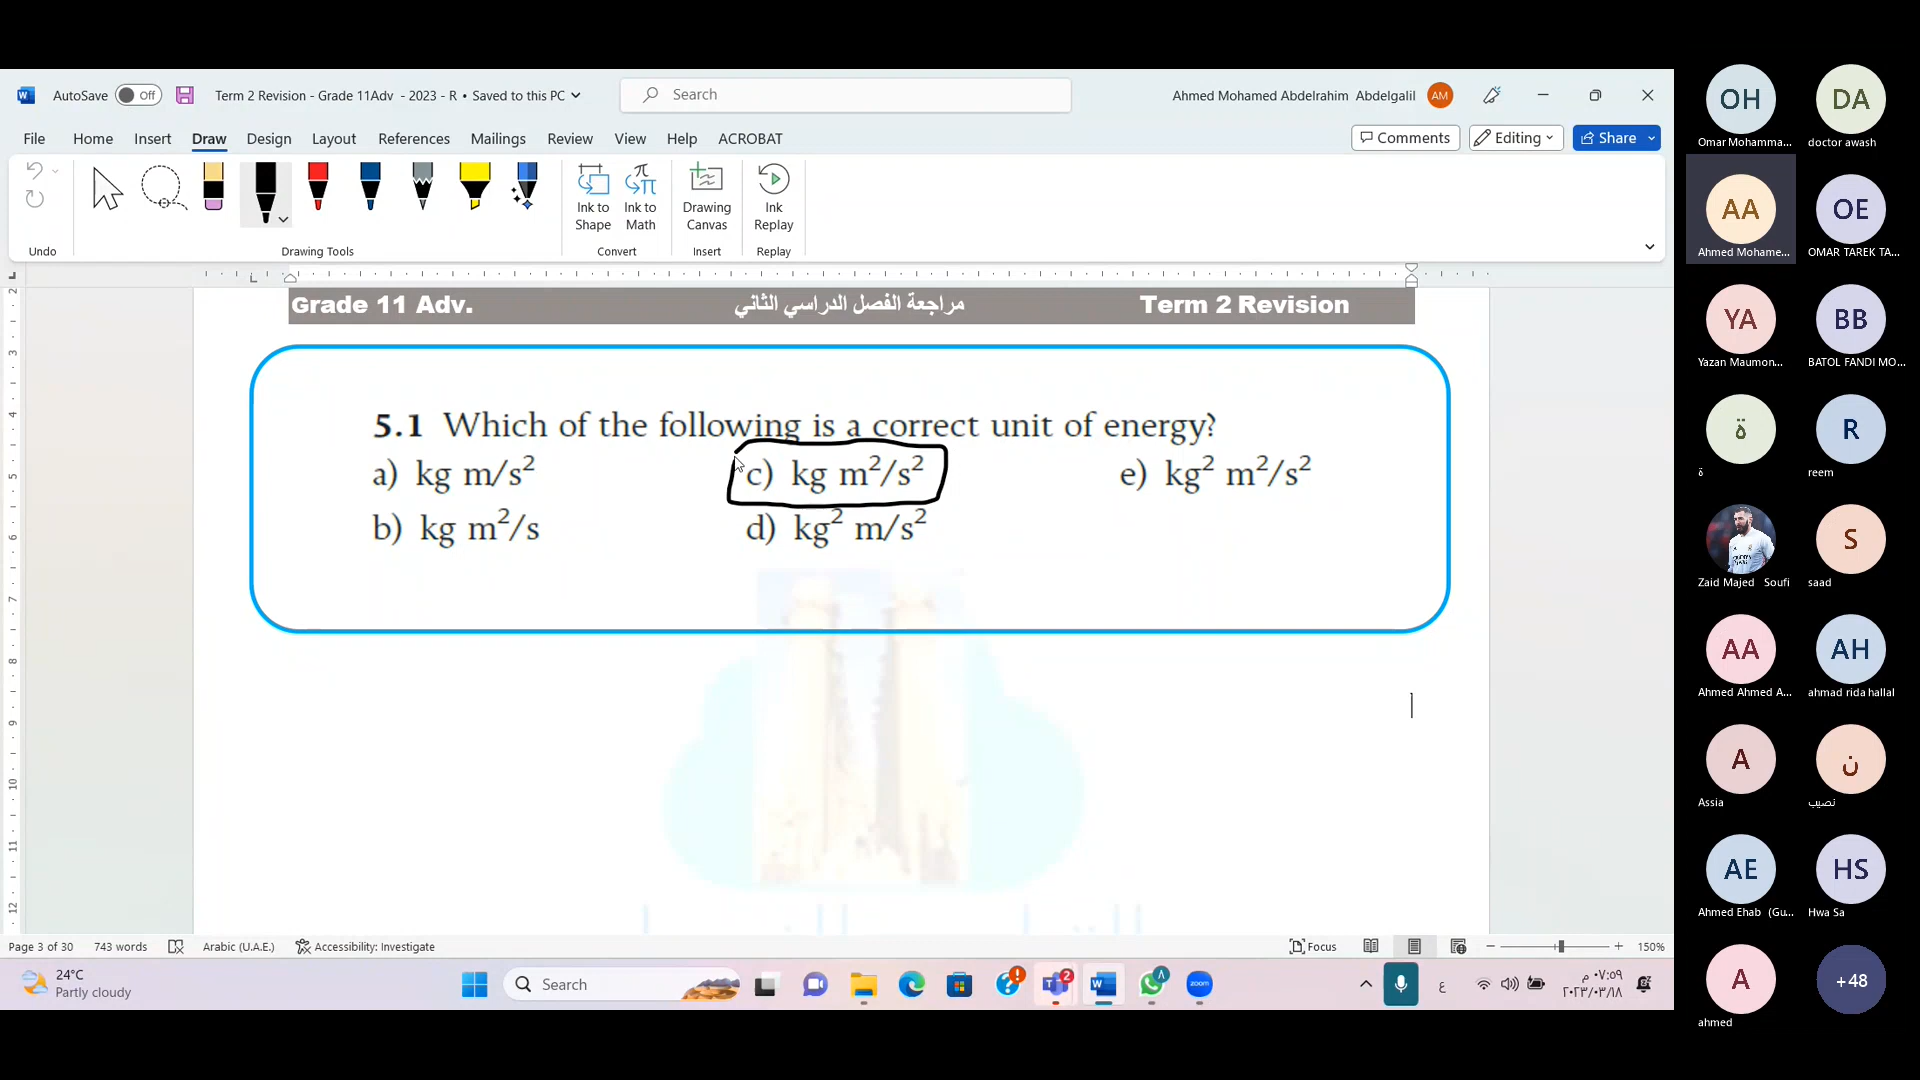 AutoSave Off Term 2 Revision - Grade 11Adv - 2023 - R • Saved to this PC Search Ahmed Mohamed Abdelrahim Abdelgalil AM
File Home Insert Draw Design Layout References Mailings Review View Help ACROBAT Comments Editing Share
Ink to Shape Ink to Math Drawing Canvas Ink Replay
Undo Drawing Tools Convert Insert Replay
Grade 11 Adv. مراجعة الفصل الدراسي الثاني Term 2 Revision
5.1 Which of the following is a correct unit of energy?
a) kg m/s² c) kg m²/s² e) kg² m²/s²
b) kg m²/s d) kg² m/s²
Page 3 of 30 743 words Arabic (U.A.E.) Accessibility: Investigate Focus 150%
24°C
Partly cloudy
Search
zoom
ع
٠٧:٥٩ م
٢٠٢٣/٠٣/١٨
OH DA
Omar Mohamma... doctor awash
AA OE
Ahmed Mohame... OMAR TAREK TA...
YA BB
Yazan Maumon... BATOL FANDI MO...
ة R
ة reem
S
Zaid Majed Soufi saad
AA AH
Ahmed Ahmed A... ahmad rida hallal
A ن
Assia نصيب
AE HS
Ahmed Ehab (Gu... Hwa Sa
A +48
ahmed